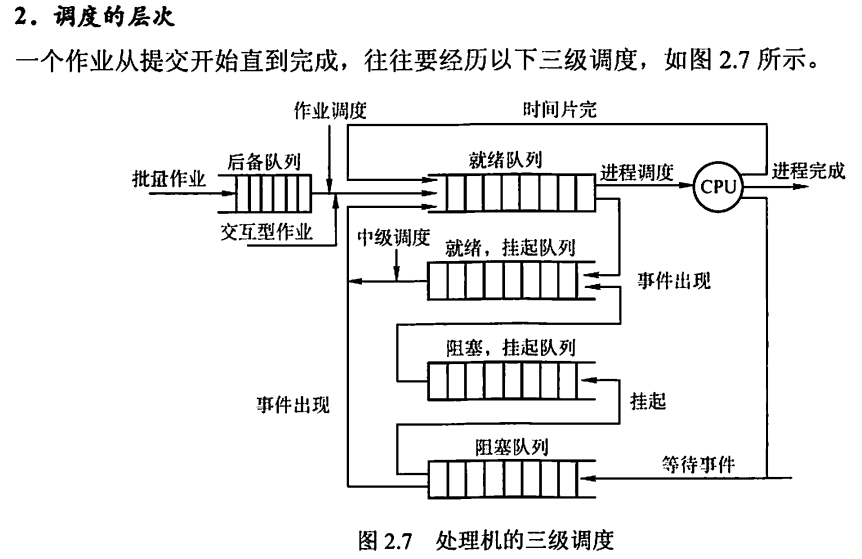 2. 调度的层次
一个作业从提交开始直到完成，往往要经历以下三级调度，如图 2.7 所示。
作业调度
时间片完
后备队列
就绪队列
批量作业
进程调度
CPU
进程完成
交互型作业
中级调度
就绪，挂起队列
事件出现
阻塞，挂起队列
事件出现
挂起
阻塞队列
等待事件
图 2.7 处理机的三级调度